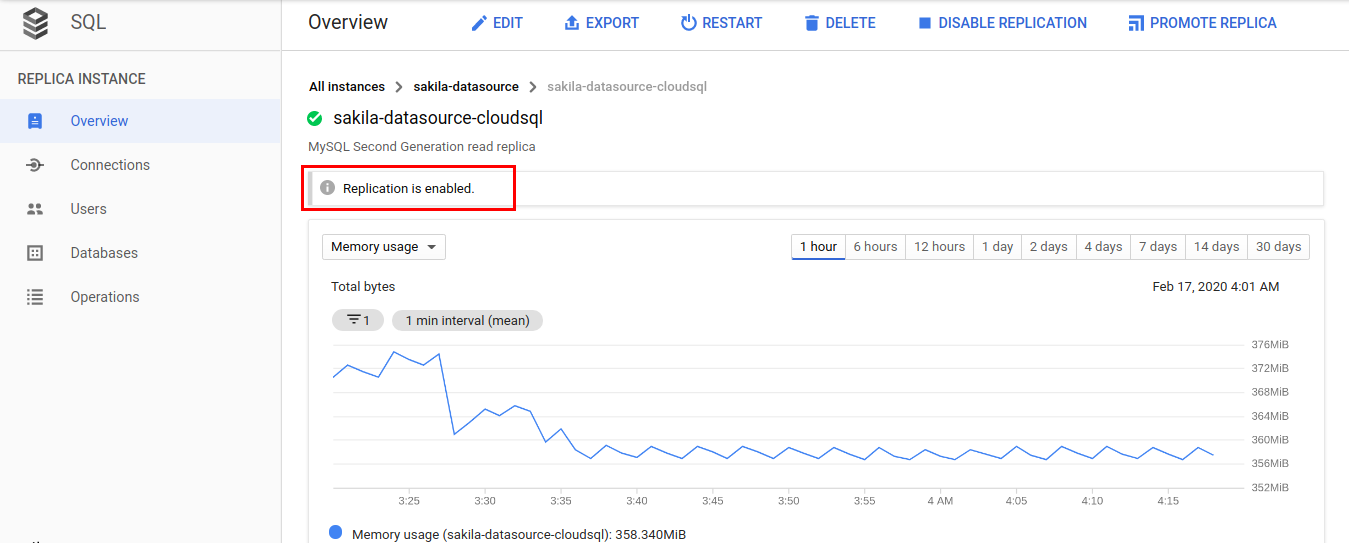 SQL
Overview
EDIT
EXPORT
RESTART
DELETE
DISABLE REPLICATION
PROMOTE REPLICA
REPLICA INSTANCE
Overview
Connections
Users
Databases
Operations
All instances
sakila-datasource
sakila-datasource-cloudsql
sakila-datasource-cloudsql
MySQL Second Generation read replica
Replication is enabled.
Memory usage
1 hour
6 hours
12 hours
1 day
2 days
4 days
7 days
14 days
30 days
Total bytes
Feb 17, 2020 4:01 AM
1
1 min interval (mean)
376MiB
372MiB
368MiB
364MiB
360MiB
356MiB
352MiB
3:25
3:30
3:35
3:40
3:45
3:50
3:55
4 AM
4:05
4:10
4:15
Memory usage (sakila-datasource-cloudsql): 358.340MiB